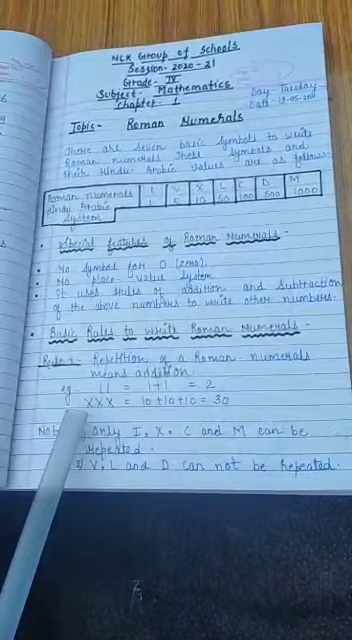 NLK Group of Schools
Session - 2020-21
Grade - IV
Subject - Mathematics
Chapter - 1
Day Tuesday
Date
Topic - Roman Numerals
There are seven basic symbols to write
Roman numerals. These symbols and
their Hindu-Arabic values are as follows
Roman numerals I V X L C D M
Hindu Arabic System 1 5 10 50 100 500 1000
• Special features of Roman Numerals -
• No symbol for 0 (zero).
• No place-value system
• It uses rules of addition and subtraction
of the above numbers to write other numbers.
• Basic Rules to write Roman Numerals -
Rule - Repetition of a Roman-numerals
means addition.
eg. II = 1+1 = 2
XXX = 10+10+10 = 30
Only I, X, C and M can be
repeated.
V, L and D can not be repeated.